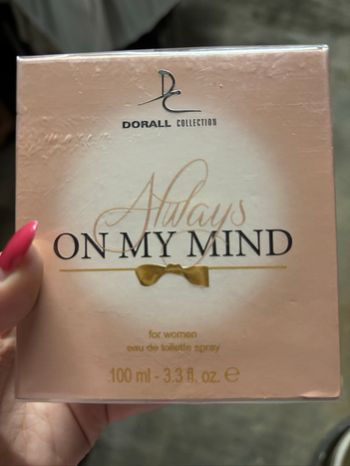 DC
DORALL COLLECTION
Always
ON MY MIND
for women
eau de toilette spray
100 ml - 3.3 fl. oz. ℮